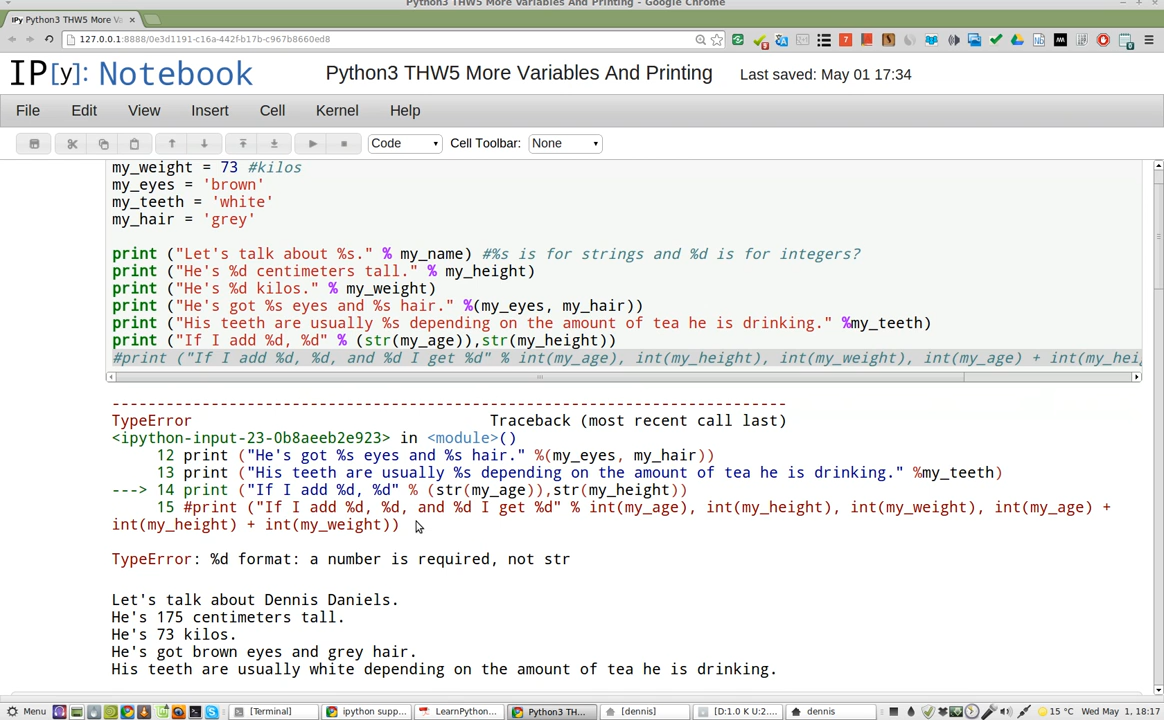 Python3 THW5 More Variables And Printing - Google Chrome
IPy Python3 THW5 More Va
127.0.0.1:8888/0e3d1191-c16a-442f-b17b-c967b8660ed8
IP[y]: Notebook Python3 THW5 More Variables And Printing Last saved: May 01 17:34
File Edit View Insert Cell Kernel Help
Code Cell Toolbar: None
my_weight = 73 #kilos
my_eyes = 'brown'
my_teeth = 'white'
my_hair = 'grey'
print ("Let's talk about %s." % my_name) #%s is for strings and %d is for integers?
print ("He's %d centimeters tall." % my_height)
print ("He's %d kilos." % my_weight)
print ("He's got %s eyes and %s hair." %(my_eyes, my_hair))
print ("His teeth are usually %s depending on the amount of tea he is drinking." %my_teeth)
print ("If I add %d, %d" % (str(my_age)),str(my_height))
#print ("If I add %d, %d, and %d I get %d" % int(my_age), int(my_height), int(my_weight), int(my_age) + int(my_hei
---------------------------------------------------------------------------
TypeError Traceback (most recent call last)
<ipython-input-23-0b8aeeb2e923> in <module>()
12 print ("He's got %s eyes and %s hair." %(my_eyes, my_hair))
13 print ("His teeth are usually %s depending on the amount of tea he is drinking." %my_teeth)
---> 14 print ("If I add %d, %d" % (str(my_age)),str(my_height))
15 #print ("If I add %d, %d, and %d I get %d" % int(my_age), int(my_height), int(my_weight), int(my_age) +
int(my_height) + int(my_weight))
TypeError: %d format: a number is required, not str
Let's talk about Dennis Daniels.
He's 175 centimeters tall.
He's 73 kilos.
He's got brown eyes and grey hair.
His teeth are usually white depending on the amount of tea he is drinking.
Menu [Terminal] ipython supp... LearnPython... Python3 TH... [dennis] [D:1.0 K U:2.... dennis 15 °C Wed May 1, 18:17